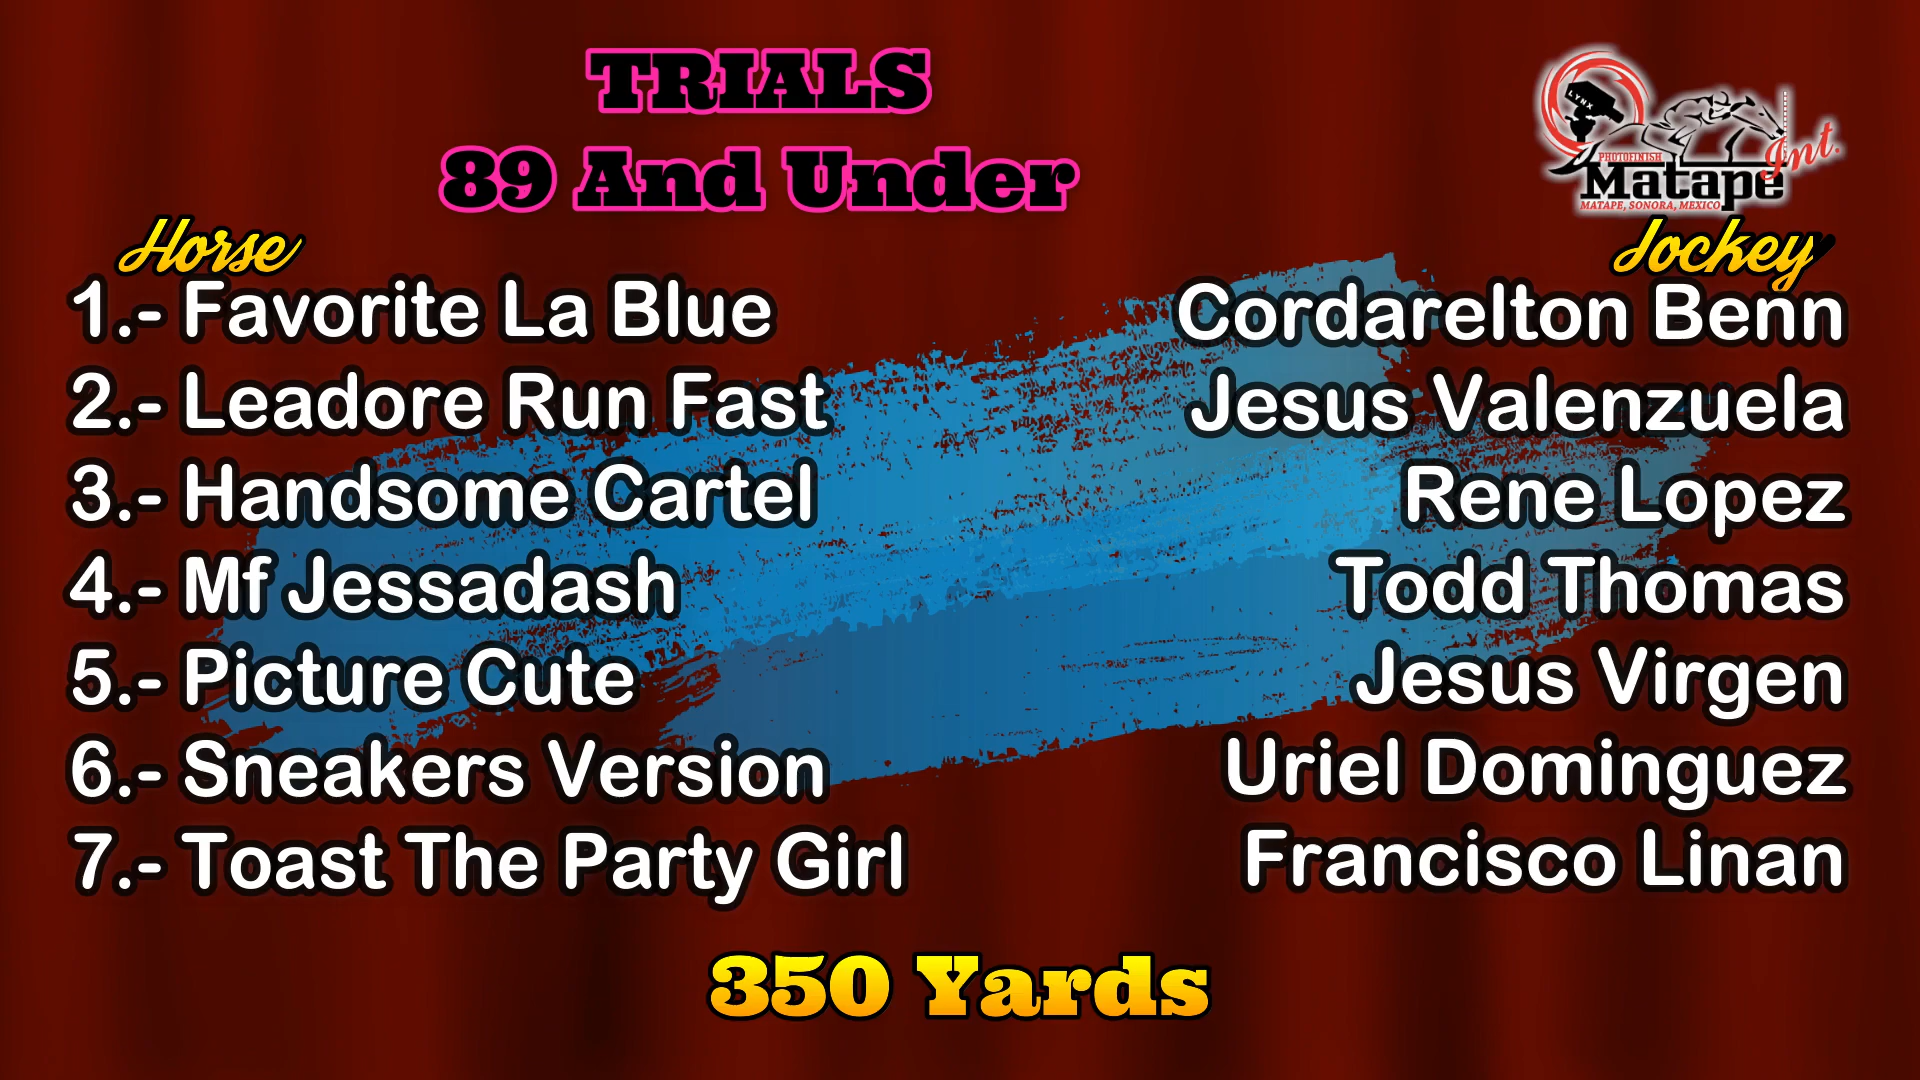 TRIALS
89 And Under
LYNX
PHOTOFINISH
Matape Int.
MATAPE, SONORA, MEXICO
Horse Jockey
1.- Favorite La Blue Cordarelton Benn
2.- Leadore Run Fast Jesus Valenzuela
3.- Handsome Cartel Rene Lopez
4.- Mf Jessadash Todd Thomas
5.- Picture Cute Jesus Virgen
6.- Sneakers Version Uriel Dominguez
7.- Toast The Party Girl Francisco Linan
350 Yards